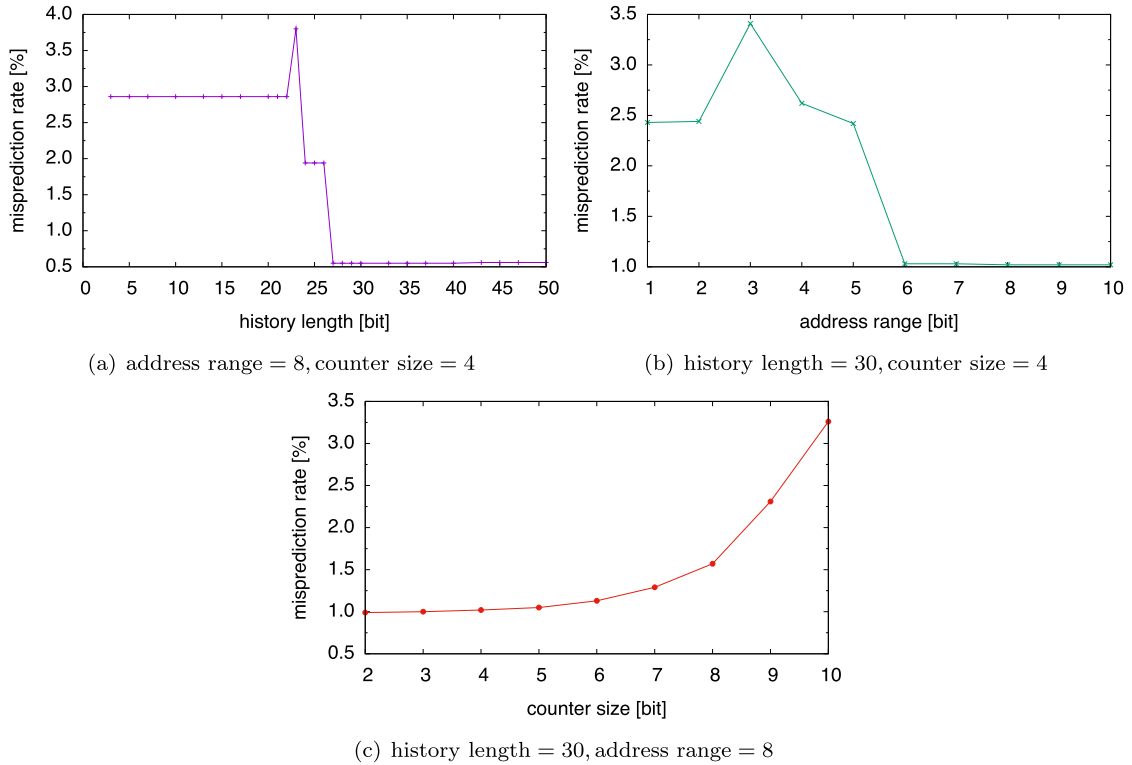 4.0
3.5
3.0
2.5
2.0
1.5
1.0
0.5
misprediction rate [%]
0 5 10 15 20 25 30 35 40 45 50
history length [bit]
(a) address range = 8, counter size = 4
3.5
3.0
2.5
2.0
1.5
1.0
misprediction rate [%]
1 2 3 4 5 6 7 8 9 10
address range [bit]
(b) history length = 30, counter size = 4
3.5
3.0
2.5
2.0
1.5
1.0
0.5
misprediction rate [%]
2 3 4 5 6 7 8 9 10
counter size [bit]
(c) history length = 30, address range = 8